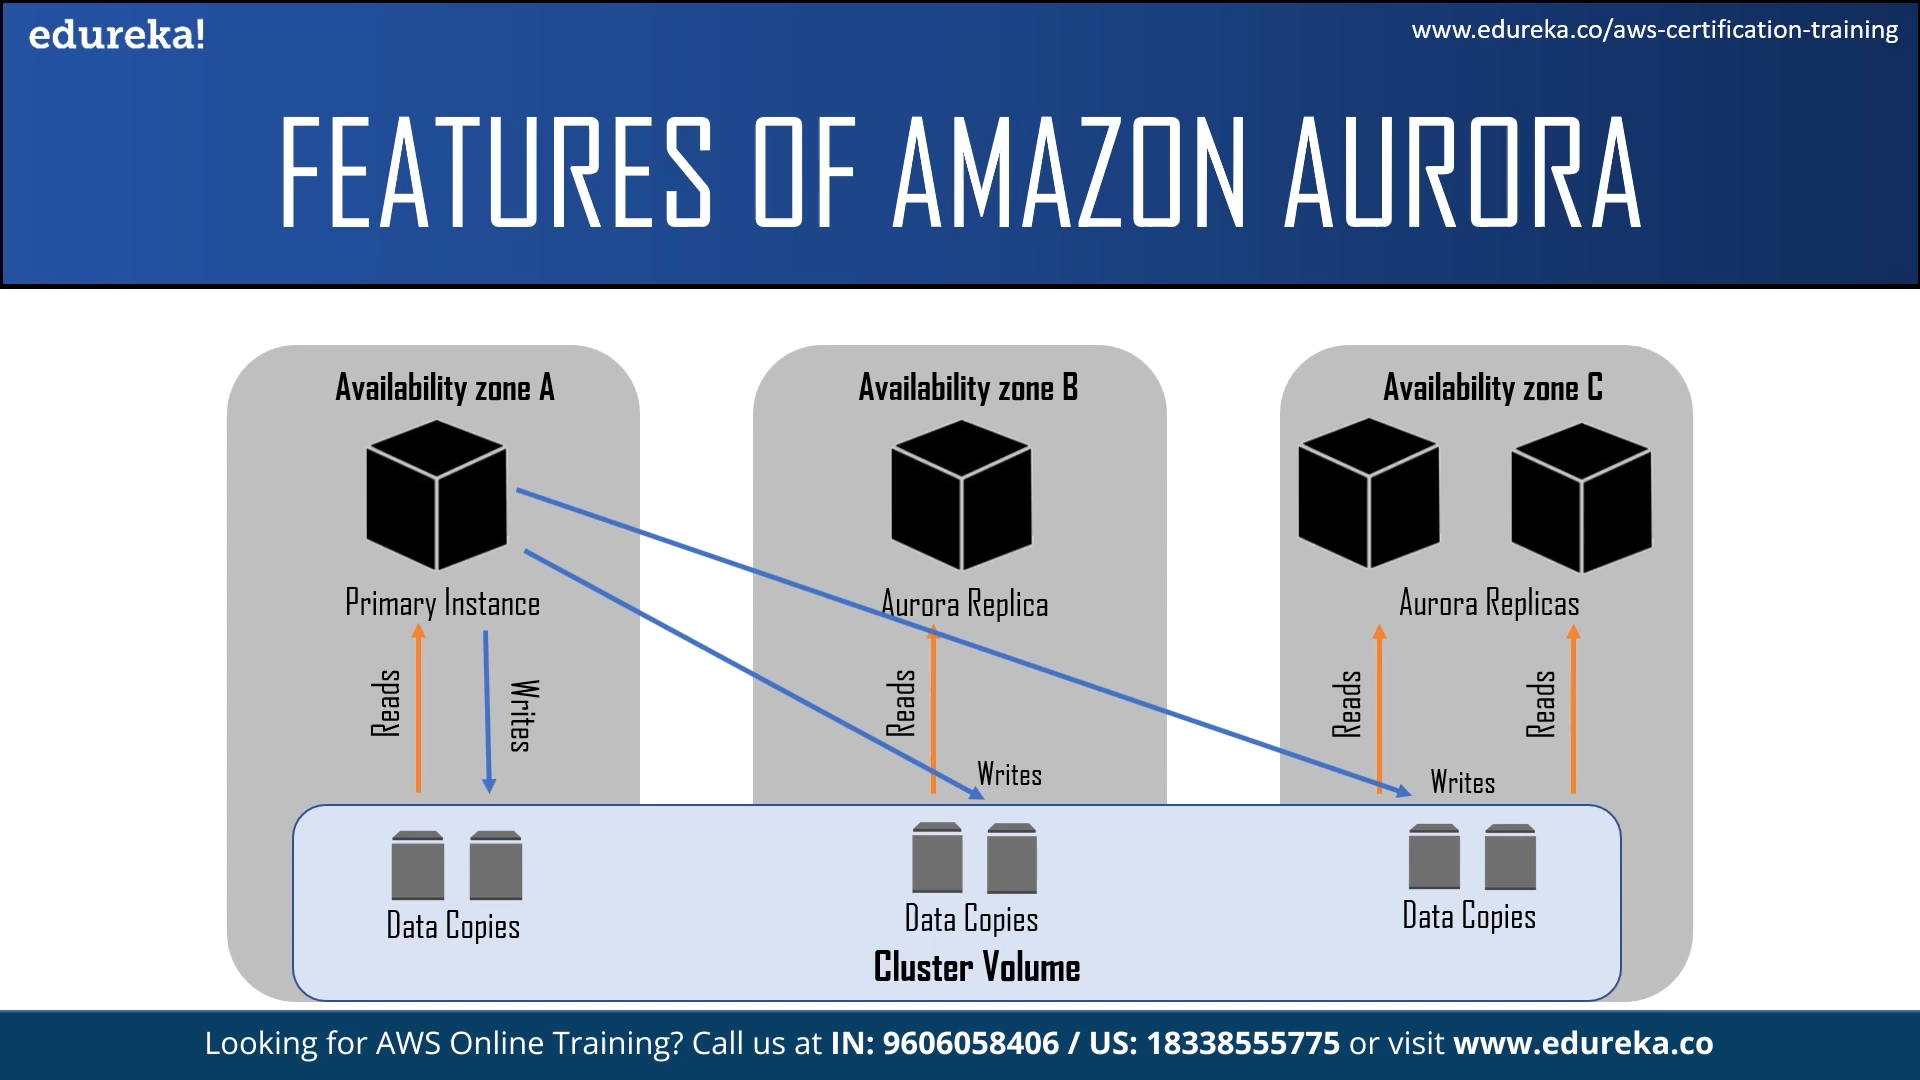 edureka!
www.edureka.co/aws-certification-training
FEATURES OF AMAZON AURORA
Availability zone A
Availability zone B
Availability zone C
Primary Instance
Aurora Replica
Aurora Replicas
Reads
Writes
Reads
Writes
Reads
Writes
Reads
Data Copies
Data Copies
Data Copies
Cluster Volume
Looking for AWS Online Training? Call us at IN: 9606058406 / US: 18338555775 or visit www.edureka.co